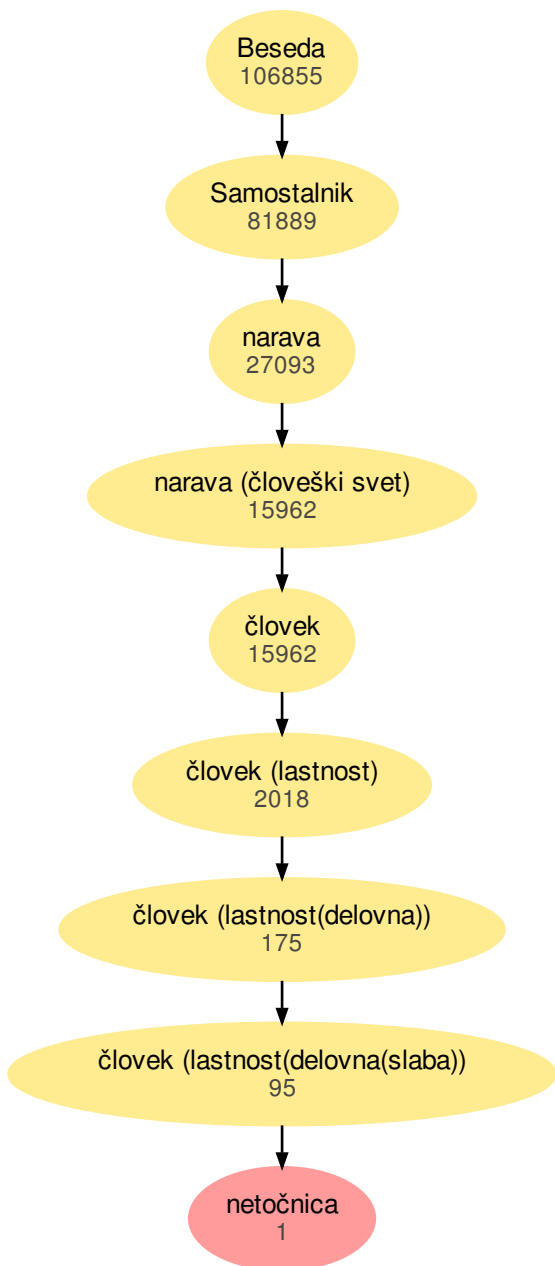 Beseda
106855
Samostalnik
81889
narava
27093
narava (človeški svet)
15962
človek
15962
človek (lastnost)
2018
človek (lastnost(delovna))
175
človek (lastnost(delovna(slaba))
95
netočnica
1